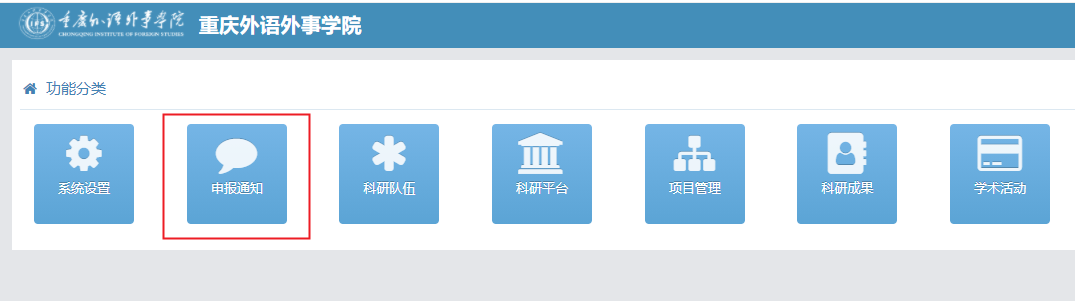 重庆外语外事学院 重庆外语外事学院
CHONGQING INSTITUTE OF FOREIGN STUDIES
功能分类
系统设置 申报通知 科研队伍 科研平台 项目管理 科研成果 学术活动